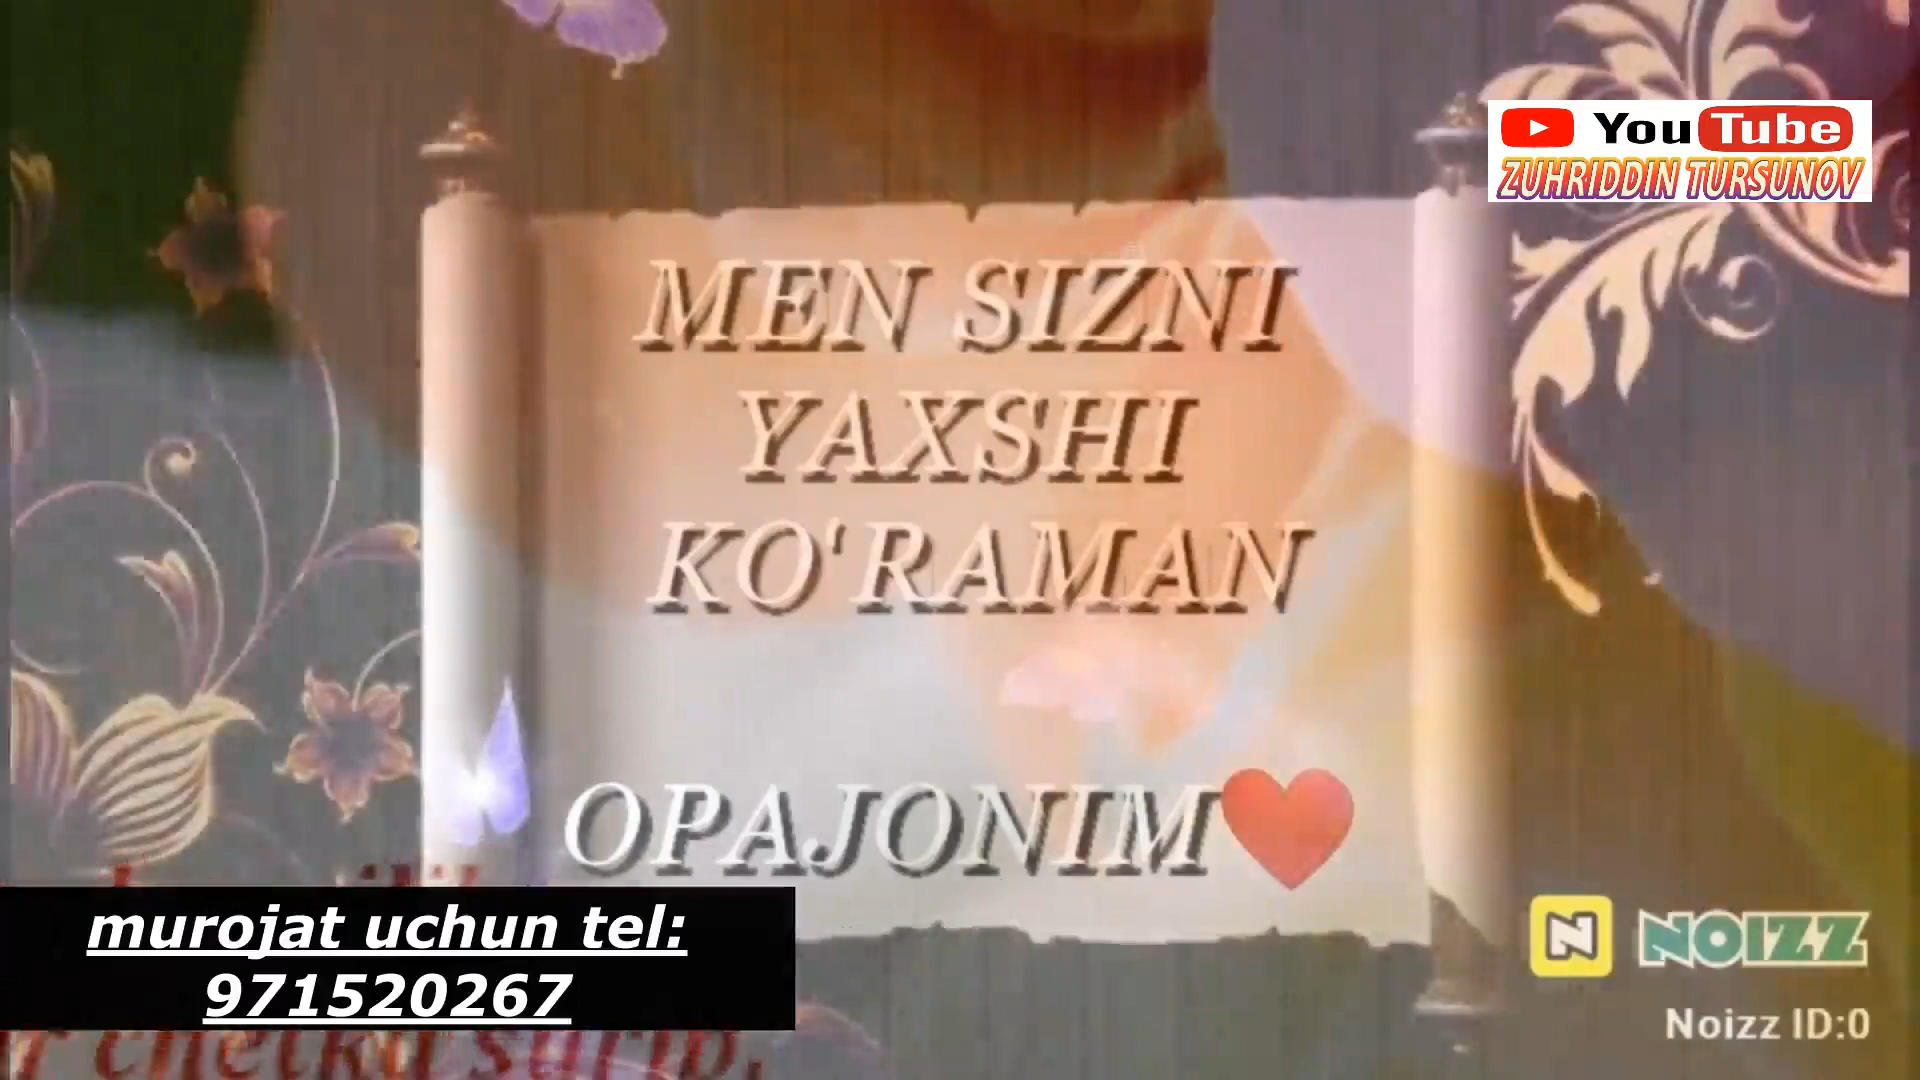 YouTube
ZUHRIDDIN TURSUNOV
MEN SIZNI
YAXSHI
KO'RAMAN
OPAJONIM❤️
murojat uchun tel:
971520267
N NOIZZ
Noizz ID:0